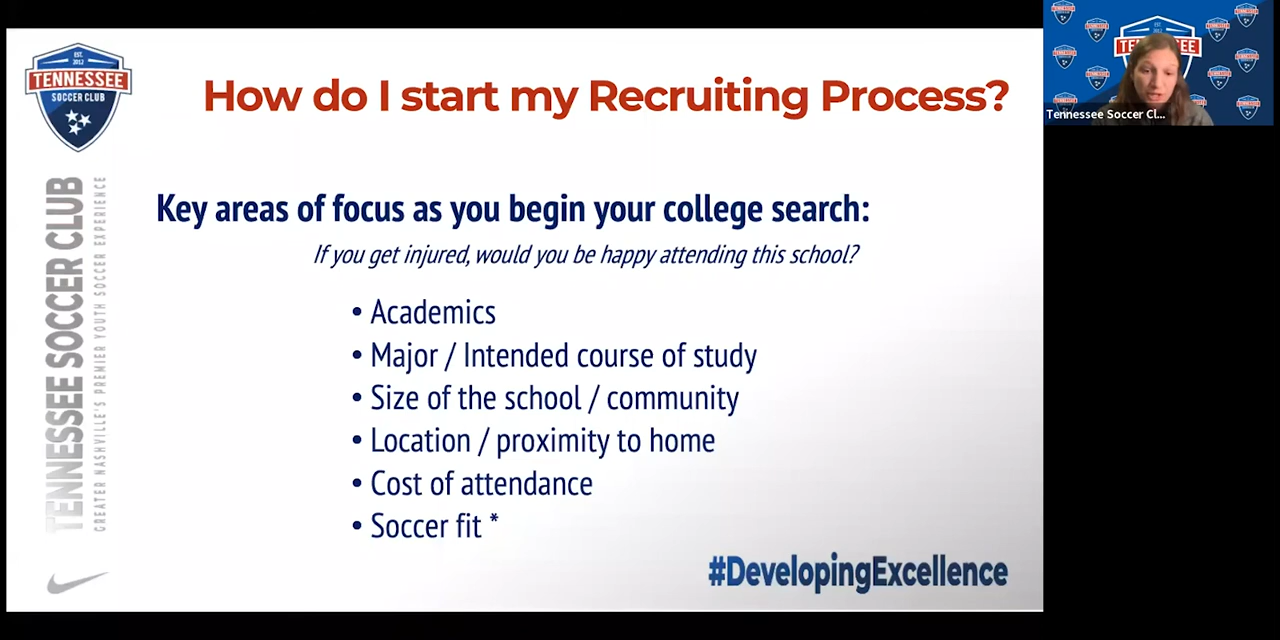 EST.
2012
TENNESSEE
SOCCER CLUB
How do I start my Recruiting Process?
TENNESSEE SOCCER CLUB
GREATER NASHVILLE'S PREMIER YOUTH SOCCER EXPERIENCE
Key areas of focus as you begin your college search:
If you get injured, would you be happy attending this school?
• Academics
• Major / Intended course of study
• Size of the school / community
• Location / proximity to home
• Cost of attendance
• Soccer fit *
#DevelopingExcellence
Tennessee Soccer Cl...